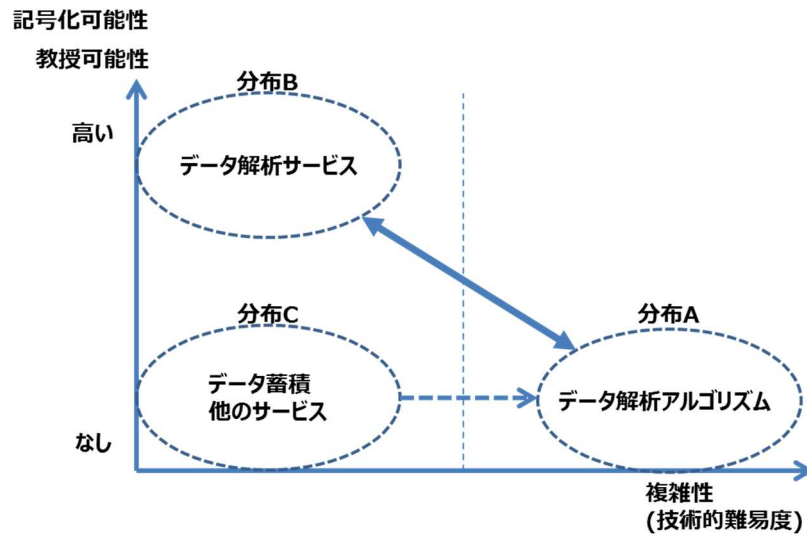 記号化可能性
教授可能性
分布B
高い
データ解析サービス
分布C
分布A
データ蓄積
他のサービス
データ解析アルゴリズム
なし
複雑性
(技術的難易度)